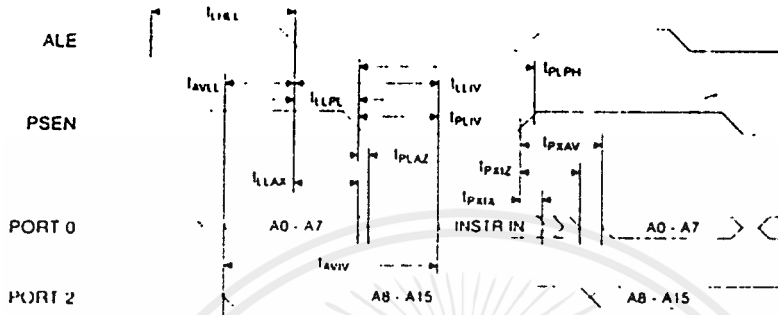 tLHLL
ALE
tPLPH
tAVLL
tLLIV
tLLPL
PSEN
tPLIV
tPXAV
tPLAZ
tPXIZ
tLLAX
tPXIX
PORT 0
A0 - A7
INSTR IN
A0 - A7
tAVIV
PORT 2
A8 - A15
A8 - A15